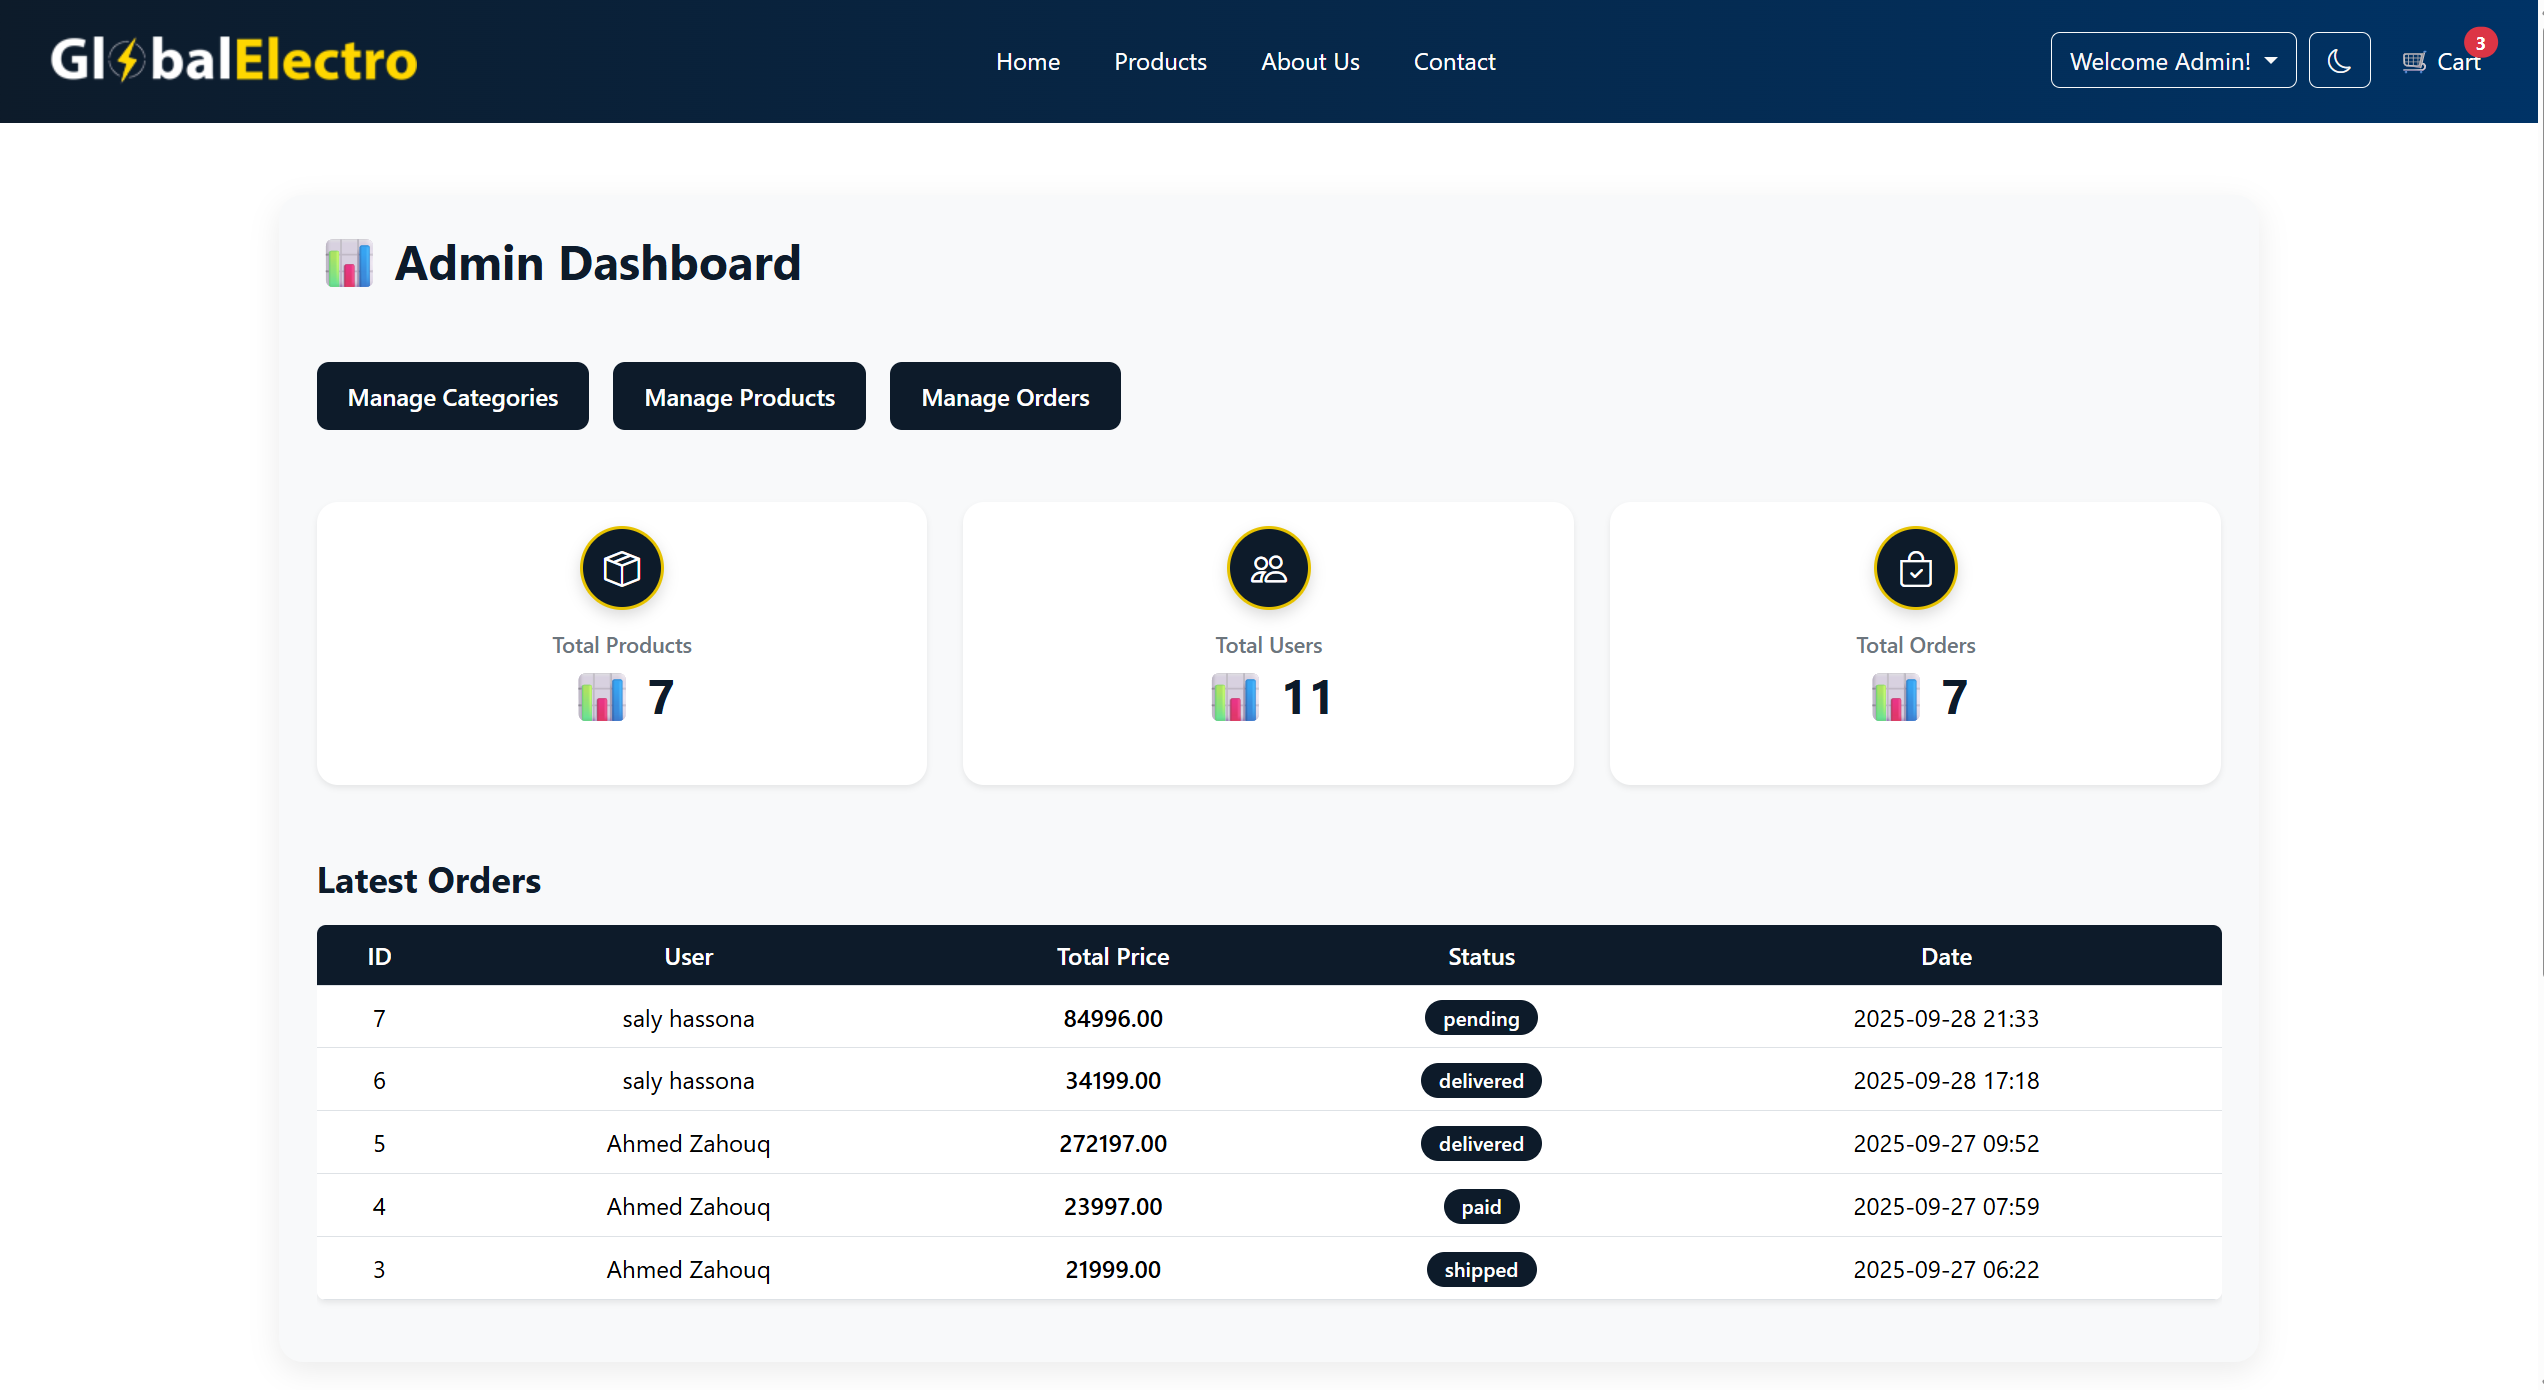 GlobalElectro
Home Products About Us Contact
Welcome Admin! Cart 3
Admin Dashboard
Manage Categories Manage Products Manage Orders
Total Products Total Users Total Orders
7 11 7
Latest Orders
ID User Total Price Status Date
7 saly hassona 84996.00 pending 2025-09-28 21:33
6 saly hassona 34199.00 delivered 2025-09-28 17:18
5 Ahmed Zahouq 272197.00 delivered 2025-09-27 09:52
4 Ahmed Zahouq 23997.00 paid 2025-09-27 07:59
3 Ahmed Zahouq 21999.00 shipped 2025-09-27 06:22